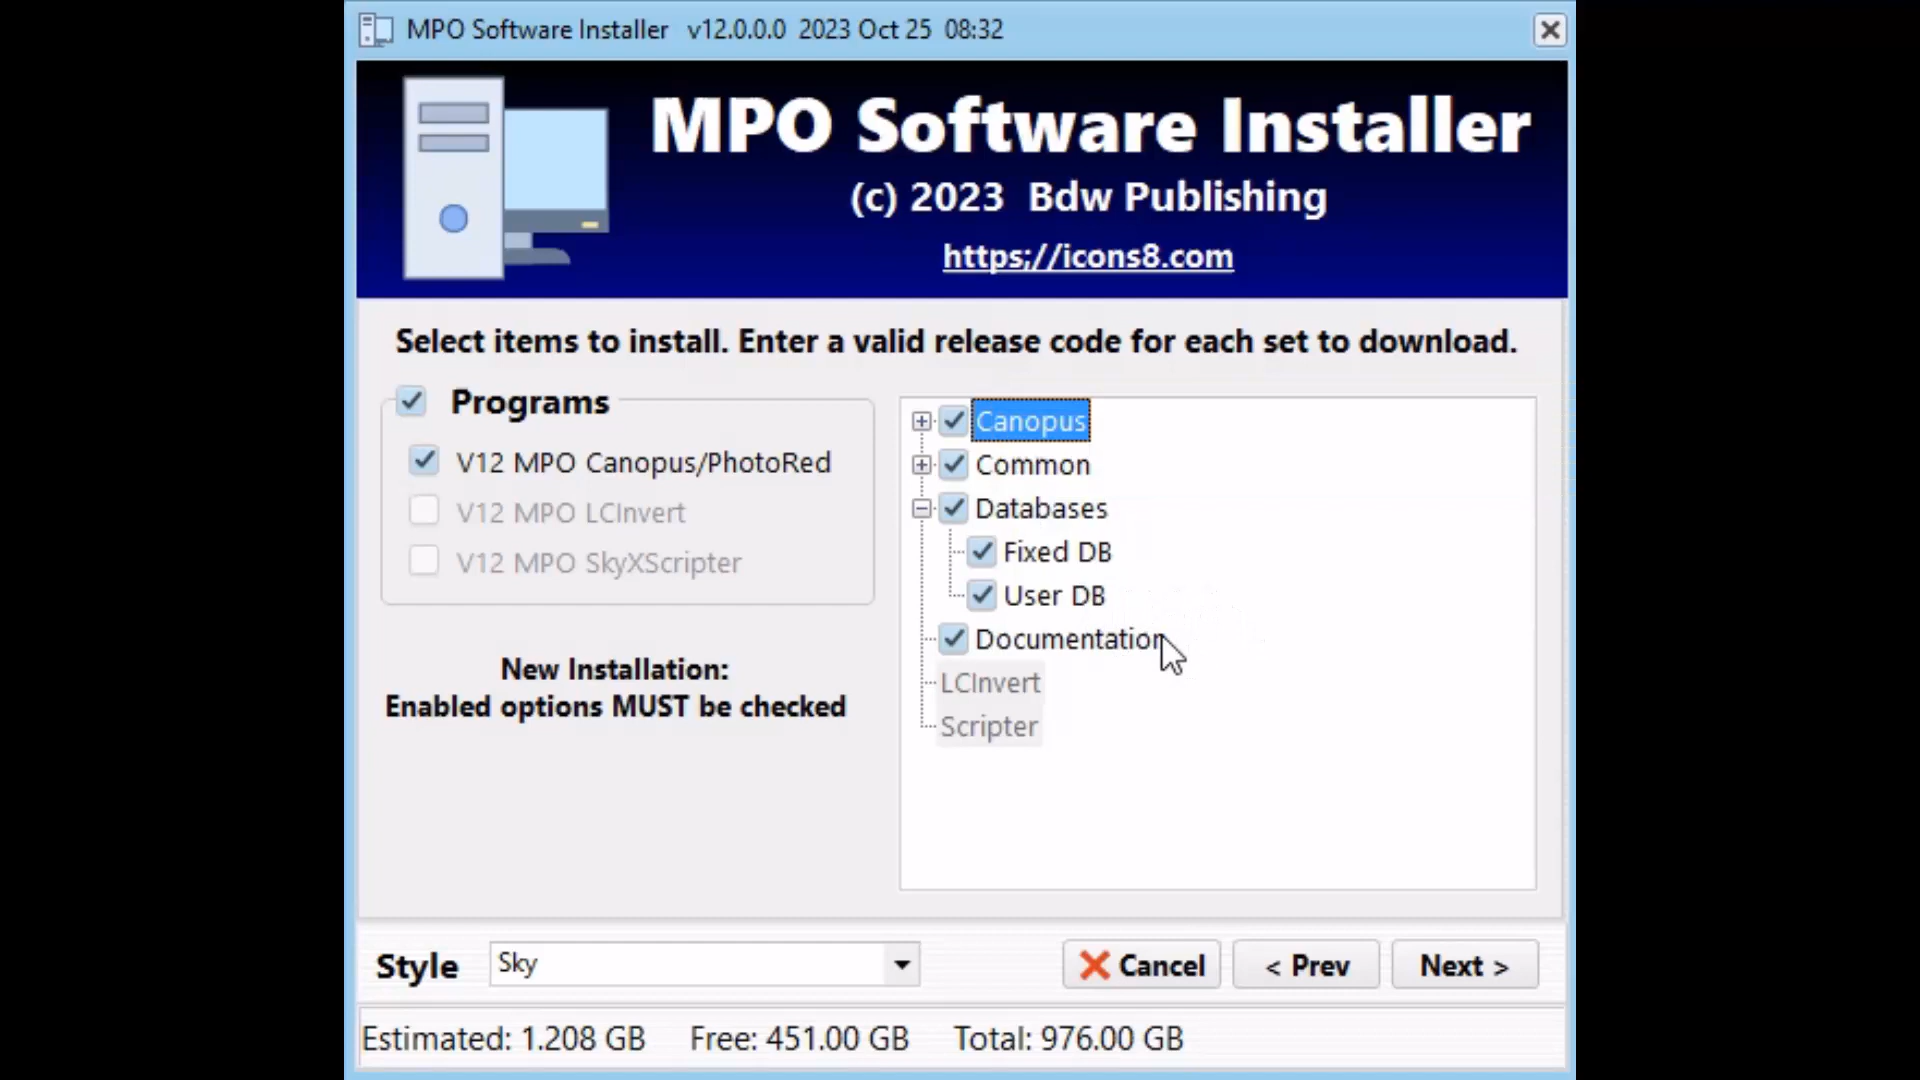 MPO Software Installer v12.0.0.0 2023 Oct 25 08:32
MPO Software Installer
(c) 2023 Bdw Publishing
https;//icons8.com
Select items to install. Enter a valid release code for each set to download.
Programs
V12 MPO Canopus/PhotoRed
V12 MPO LCInvert
V12 MPO SkyXScripter
New Installation:
Enabled options MUST be checked
Canopus
Common
Databases
Fixed DB
User DB
Documentation
LCInvert
Scripter
Style
Sky
Cancel
< Prev
Next >
Estimated: 1.208 GB Free: 451.00 GB Total: 976.00 GB